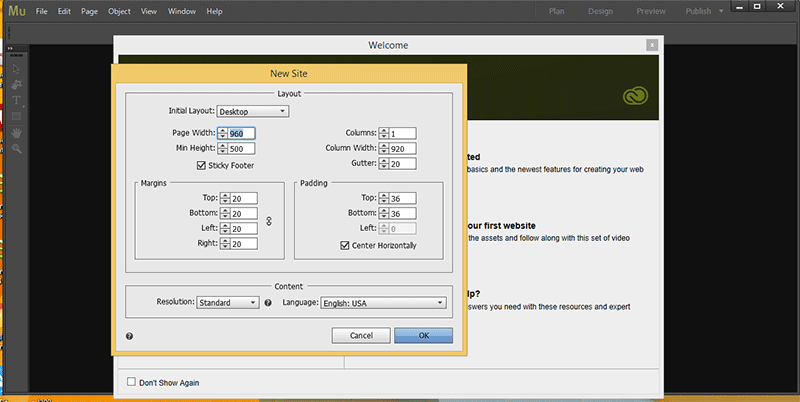 Mu File Edit Page Object View Window Help Plan Design Preview Publish
Welcome
New Site
Layout
Initial Layout: Desktop
Page Width: 960 Columns: 1
Min Height: 500 Column Width: 920
Sticky Footer Gutter: 20
Margins Padding
Top: 20 Top: 36
Bottom: 20 Bottom: 36
Left: 20 Left: 0
Right: 20 Center Horizontally
Content
Resolution: Standard Language: English: USA
Cancel OK
ted
basics and the newest features for creating your web
our first website
the assets and follow along with this set of video
lp?
swers you need with these resources and expert
Don't Show Again